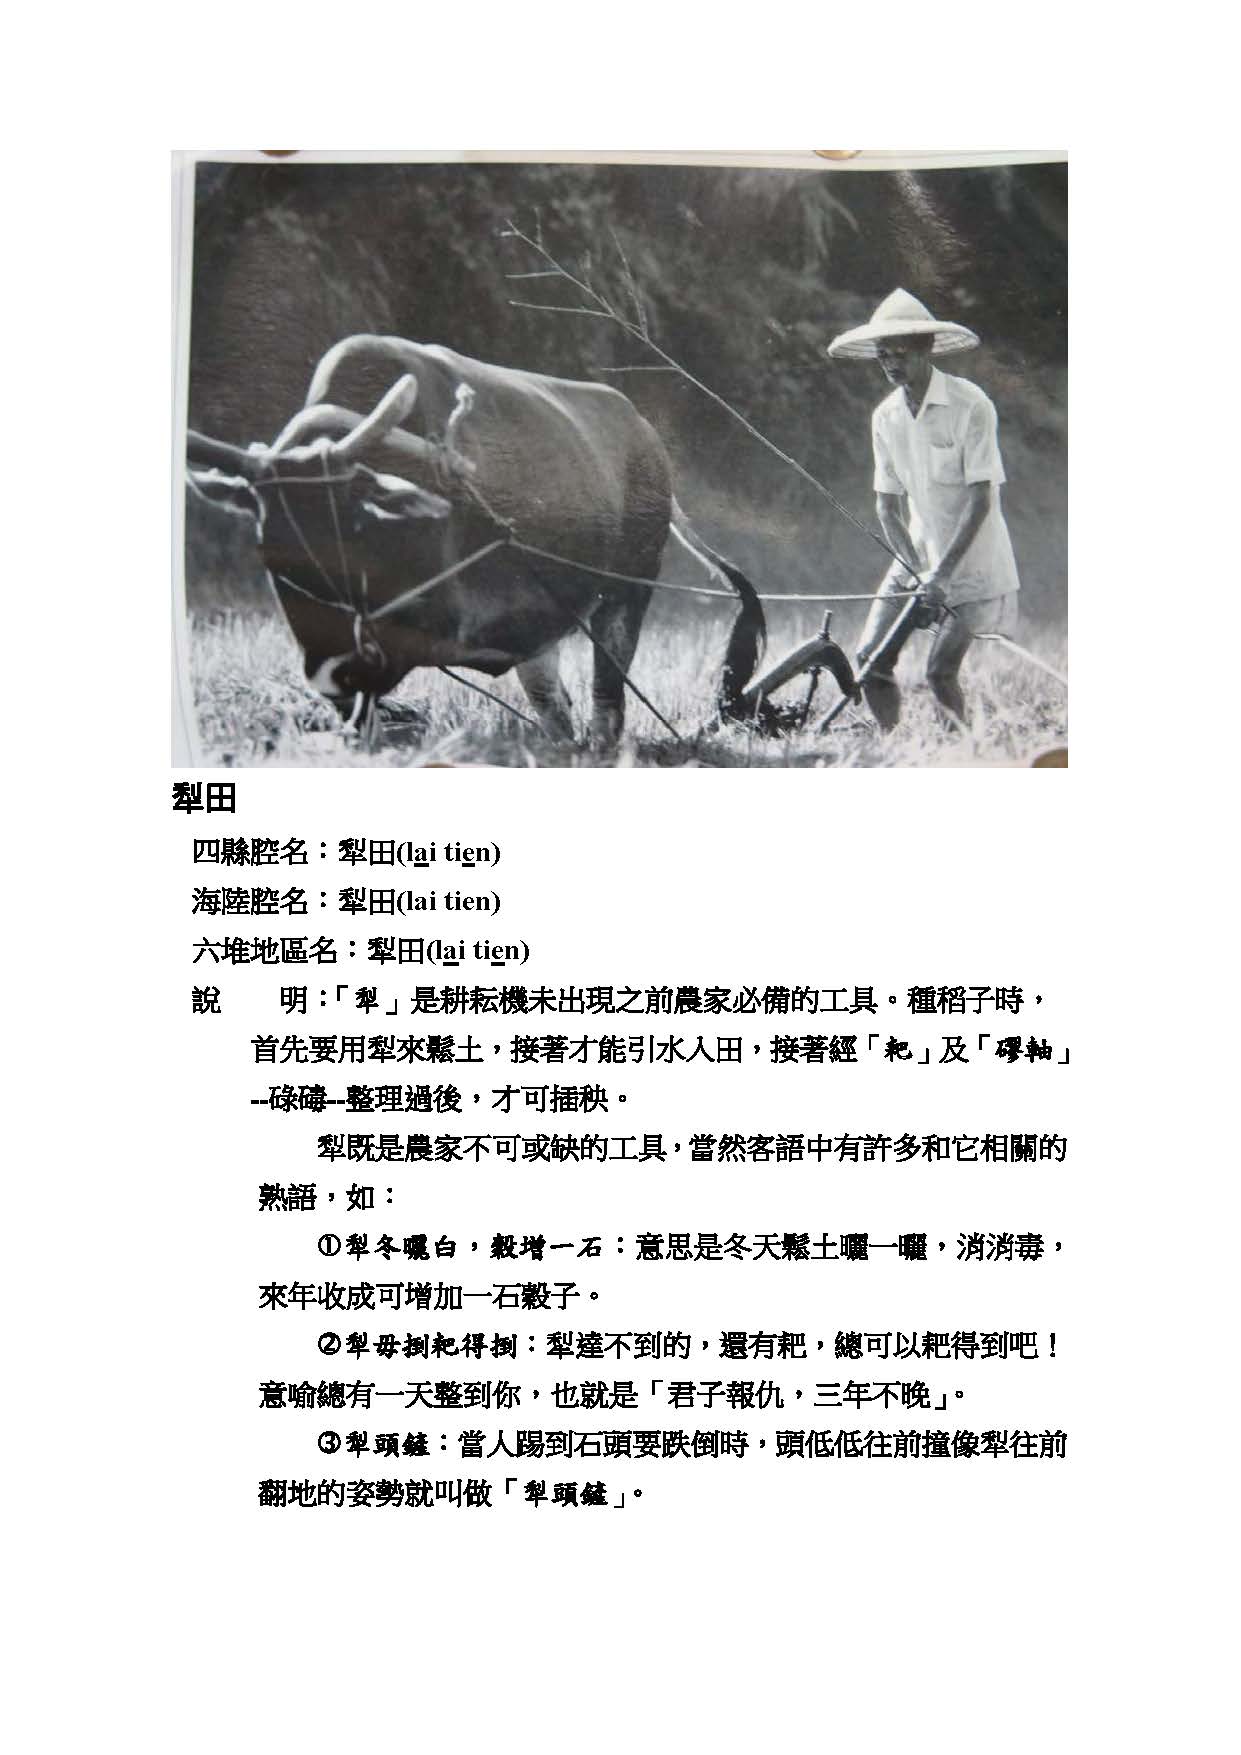 犁田
四縣腔名：犁田(lai tien)
海陸腔名：犁田(lai tien)
六堆地區名：犁田(lai tien)
說　　明：「犁」是耕耘機未出現之前農家必備的工具。種稻子時，
首先要用犁來鬆土，接著才能引水入田，接著經「耙」及「磟軸」
--碌碡--整理過後，才可插秧。
犁既是農家不可或缺的工具，當然客語中有許多和它相關的
熟語，如：
①犁冬曬白，穀增一石：意思是冬天鬆土曬一曬，消消毒，
來年收成可增加一石穀子。
②犁毋捯耙得捯：犁達不到的，還有耙，總可以耙得到吧！
意喻總有一天整到你，也就是「君子報仇，三年不晚」。
③犁頭：當人踢到石頭要跌倒時，頭低低往前撞像犁往前
翻地的姿勢就叫做「犁頭」。